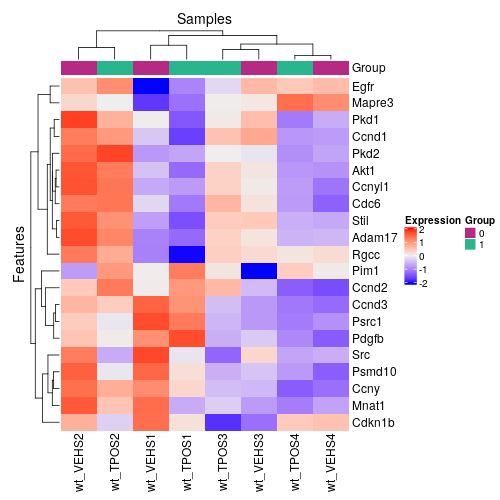 Samples
Group
Egfr
Mapre3
Pkd1
Ccnd1
Pkd2
Akt1
Ccnyl1
Cdc6
Stil
Adam17
Rgcc
Pim1
Ccnd2
Ccnd3
Psrc1
Pdgfb
Src
Psmd10
Ccny
Mnat1
Cdkn1b
Features
wt_VEHS2
wt_TPOS2
wt_VEHS1
wt_TPOS1
wt_TPOS3
wt_VEHS3
wt_TPOS4
wt_VEHS4
Expression
2
1
0
-1
-2
Group
0
1